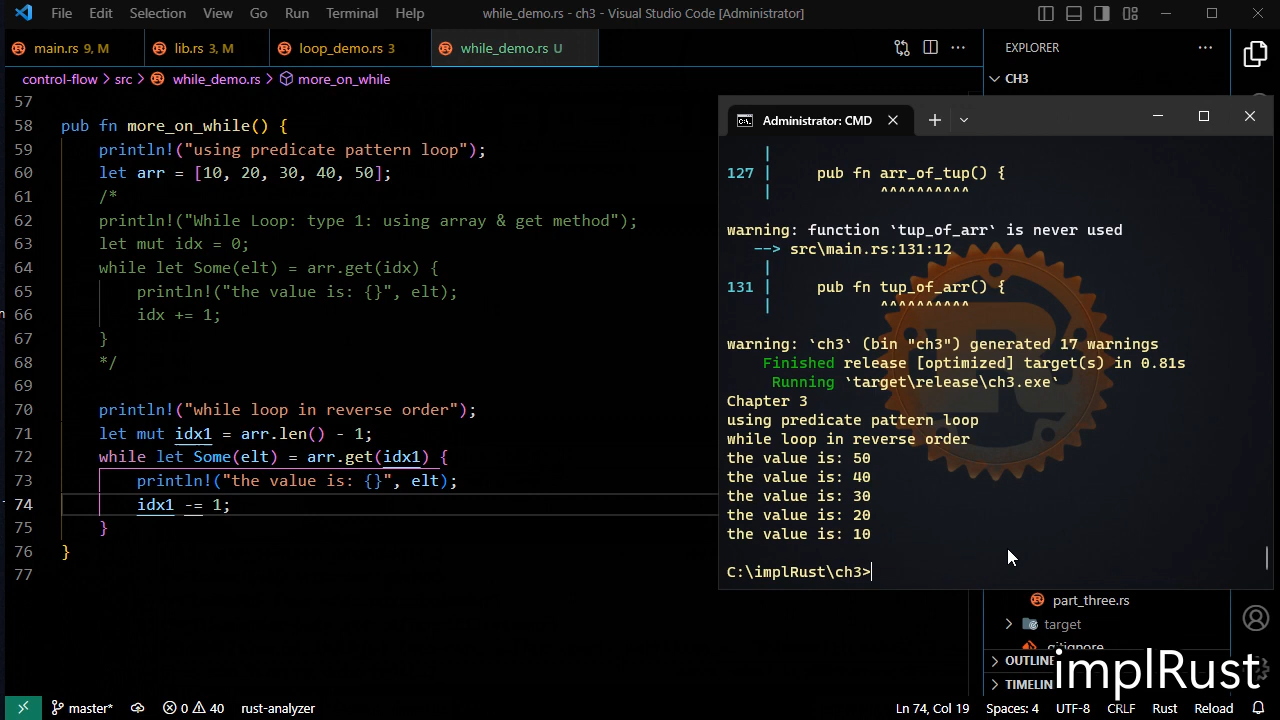 File Edit Selection View Go Run Terminal Help while_demo.rs - ch3 - Visual Studio Code [Administrator]
main.rs 9, M lib.rs 3, M loop_demo.rs 3 while_demo.rs U
EXPLORER
control-flow > src > while_demo.rs > more_on_while
CH3
57
58 pub fn more_on_while() {
59 println!("using predicate pattern loop");
60 let arr = [10, 20, 30, 40, 50];
61 /*
62 println!("While Loop: type 1: using array & get method");
63 let mut idx = 0;
64 while let Some(elt) = arr.get(idx) {
65 println!("the value is: {}", elt);
66 idx += 1;
67 }
68 */
69
70 println!("while loop in reverse order");
71 let mut idx1 = arr.len() - 1;
72 while let Some(elt) = arr.get(idx1) {
73 println!("the value is: {}", elt);
74 idx1 -= 1;
75 }
76 }
77
Administrator: CMD
|
127 | pub fn arr_of_tup() {
| ^^^^^^^^^^
warning: function `tup_of_arr` is never used
--> src\main.rs:131:12
|
131 | pub fn tup_of_arr() {
| ^^^^^^^^^^
warning: `ch3` (bin "ch3") generated 17 warnings
Finished release [optimized] target(s) in 0.81s
Running `target\release\ch3.exe`
Chapter 3
using predicate pattern loop
while loop in reverse order
the value is: 50
the value is: 40
the value is: 30
the value is: 20
the value is: 10
C:\implRust\ch3>
part_three.rs
target
.gitignore
OUTLINE
TIMELIN
implRust
master* 0 40 rust-analyzer Ln 74, Col 19 Spaces: 4 UTF-8 CRLF Rust Reload